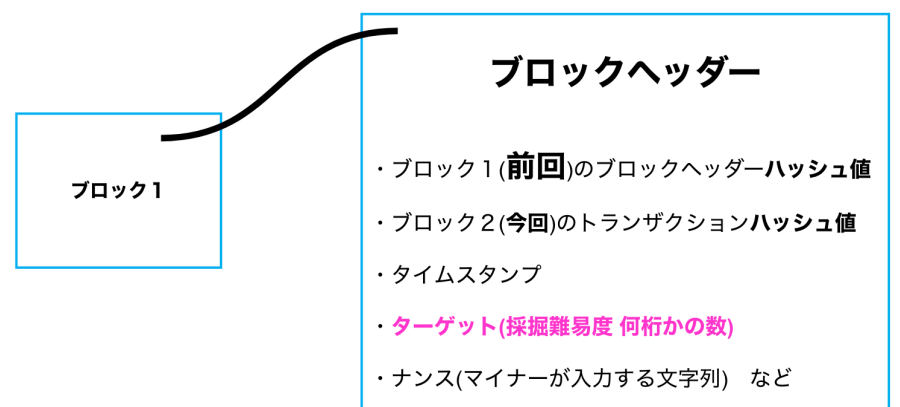 ブロックヘッダー
・ブロック１(前回)のブロックヘッダーハッシュ値
ブロック１
・ブロック２(今回)のトランザクションハッシュ値
・タイムスタンプ
・ターゲット(採掘難易度 何桁かの数)
・ナンス(マイナーが入力する文字列)　など